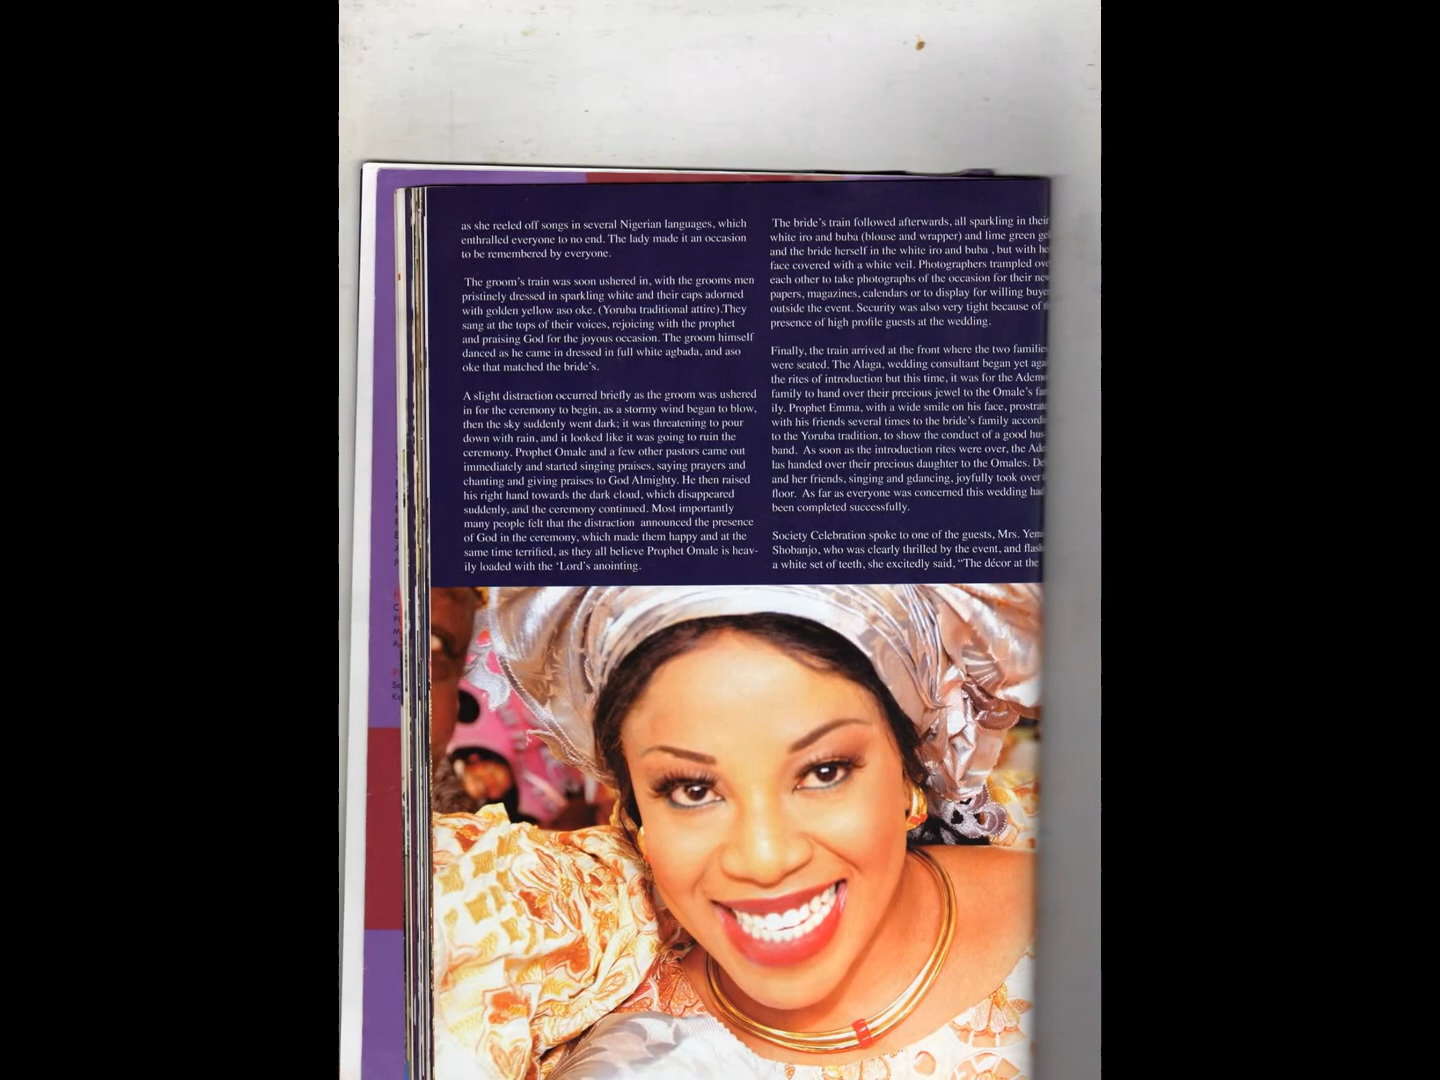 as she reeled off songs in several Nigerian languages, which
enthralled everyone to no end. The lady made it an occasion
to be remembered by everyone.
The groom's train was soon ushered in, with the grooms men
pristinely dressed in sparkling white and their caps adorned
with golden yellow aso oke. (Yoruba traditional attire).They
sang at the tops of their voices, rejoicing with the prophet
and praising God for the joyous occasion. The groom himself
danced as he came in dressed in full white agbada, and aso
oke that matched the bride's.
A slight distraction occurred briefly as the groom was ushered
in for the ceremony to begin, as a stormy wind began to blow,
then the sky suddenly went dark; it was threatening to pour
down with rain, and it looked like it was going to ruin the
ceremony. Prophet Omale and a few other pastors came out
immediately and started singing praises, saying prayers and
chanting and giving praises to God Almighty. He then raised
his right hand towards the dark cloud, which disappeared
suddenly, and the ceremony continued. Most importantly
many people felt that the distraction announced the presence
of God in the ceremony, which made them happy and at the
same time terrified, as they all believe Prophet Omale is heav-
ily loaded with the 'Lord's anointing.
The bride's train followed afterwards, all sparkling in their
white iro and buba (blouse and wrapper) and lime green
and the bride herself in the white iro and buba , but with
face covered with a white veil. Photographers trampled
each other to take photographs of the occasion for their
papers, magazines, calendars or to display for willing
outside the event. Security was also very tight because of
presence of high profile guests at the wedding.
Finally, the train arrived at the front where the two
were seated. The Alaga, wedding consultant began yet
the rites of introduction but this time, it was for the
family to hand over their precious jewel to the Omale's
ily. Prophet Emma, with a wide smile on his face,
with his friends several times to the bride's family
to the Yoruba tradition, to show the conduct of a good
band. As soon as the introduction rites were over, the
las handed over their precious daughter to the Omales.
and her friends, singing and gdancing, joyfully took over
floor. As far as everyone was concerned this wedding
been completed successfully.
Society Celebration spoke to one of the guests, Mrs.
Shobanjo, who was clearly thrilled by the event, and
a white set of teeth, she excitedly said, "The décor at the